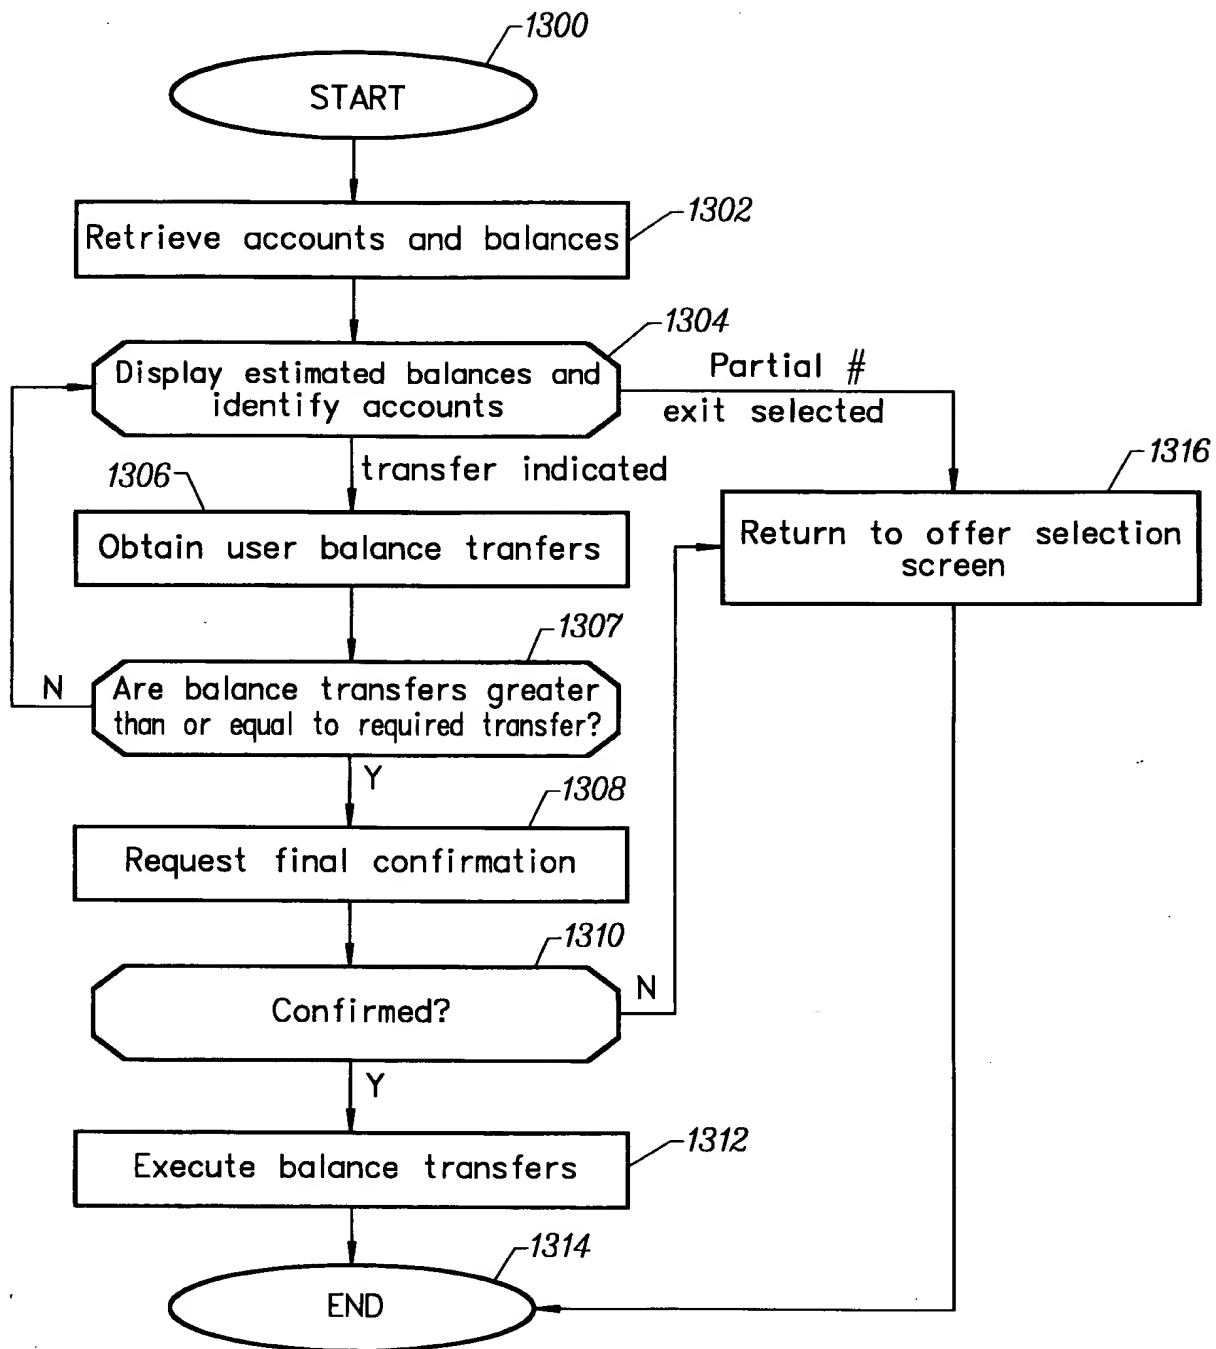 1300
START
1302
Retrieve accounts and balances
1304
Display estimated balances and
identify accounts
Partial #
exit selected
transfer indicated
1306
1316
Obtain user balance tranfers
Return to offer selection
screen
1307
N
Are balance transfers greater
than or equal to required transfer?
Y
1308
Request final confirmation
1310
N
Confirmed?
Y
1312
Execute balance transfers
1314
END